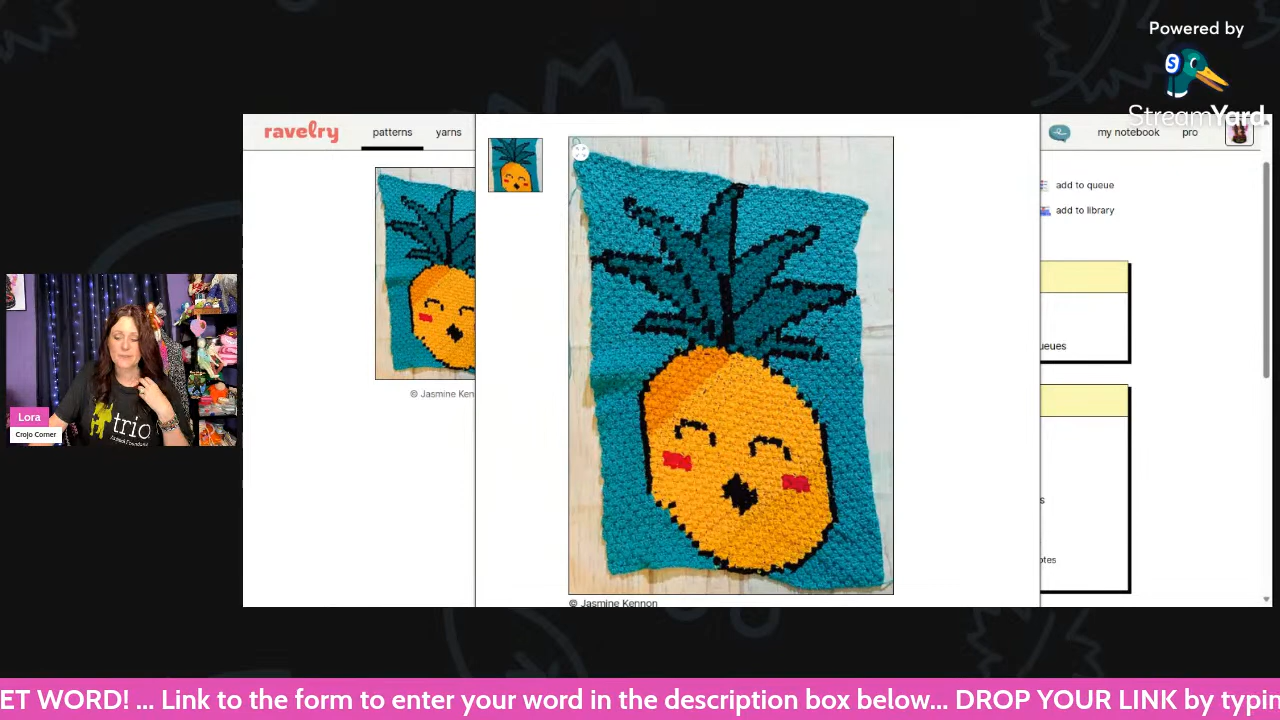 Powered by
S
StreamYard
ravelry
patterns
yarns
my notebook
pro
add to queue
add to library
ueues
© Jasmine Ken
© Jasmine Kennon
otes
trio
Lora
Crojo Corner
ET WORD! ... Link to the form to enter your word in the description box below... DROP YOUR LINK by typin